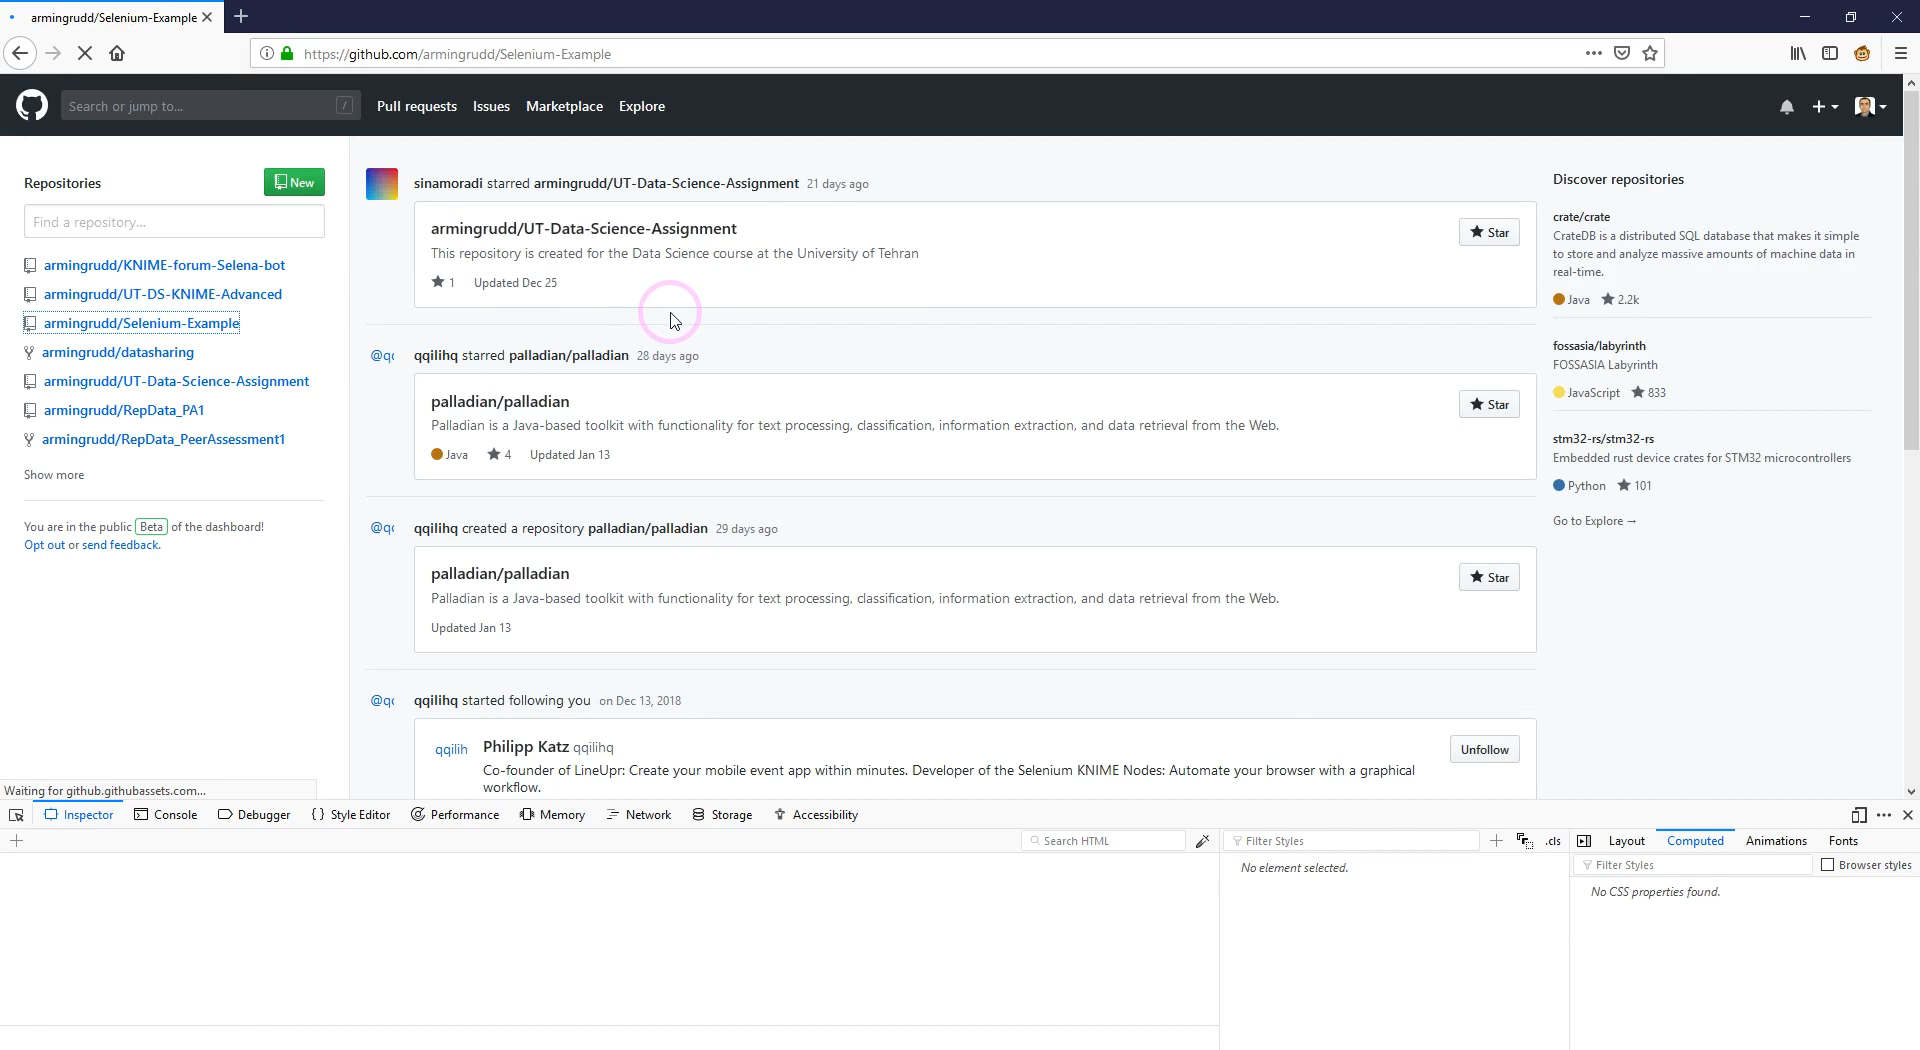 armingrudd/Selenium-Example
https://github.com/armingrudd/Selenium-Example
Search or jump to... /
Pull requests Issues Marketplace Explore
Repositories
New
Find a repository...
armingrudd/KNIME-forum-Selena-bot
armingrudd/UT-DS-KNIME-Advanced
armingrudd/Selenium-Example
armingrudd/datasharing
armingrudd/UT-Data-Science-Assignment
armingrudd/RepData_PA1
armingrudd/RepData_PeerAssessment1
Show more
You are in the public Beta of the dashboard!
Opt out or send feedback.
sinamoradi starred armingrudd/UT-Data-Science-Assignment 21 days ago
armingrudd/UT-Data-Science-Assignment
Star
This repository is created for the Data Science course at the University of Tehran
1 Updated Dec 25
@qq
qqilihq starred palladian/palladian 28 days ago
palladian/palladian
Star
Palladian is a Java-based toolkit with functionality for text processing, classification, information extraction, and data retrieval from the Web.
Java 4 Updated Jan 13
@qq
qqilihq created a repository palladian/palladian 29 days ago
palladian/palladian
Star
Palladian is a Java-based toolkit with functionality for text processing, classification, information extraction, and data retrieval from the Web.
Updated Jan 13
@qq
qqilihq started following you on Dec 13, 2018
qqilih
Philipp Katz qqilihq
Unfollow
Co-founder of LineUpr: Create your mobile event app within minutes. Developer of the Selenium KNIME Nodes: Automate your browser with a graphical
workflow.
Discover repositories
crate/crate
CrateDB is a distributed SQL database that makes it simple
to store and analyze massive amounts of machine data in
real-time.
Java 2.2k
fossasia/labyrinth
FOSSASIA Labyrinth
JavaScript 833
stm32-rs/stm32-rs
Embedded rust device crates for STM32 microcontrollers
Python 101
Go to Explore →
Waiting for github.githubassets.com...
Inspector Console Debugger {} Style Editor Performance Memory Network Storage Accessibility
Search HTML
Filter Styles
.cls
No element selected.
Layout Computed Animations Fonts
Filter Styles
Browser styles
No CSS properties found.